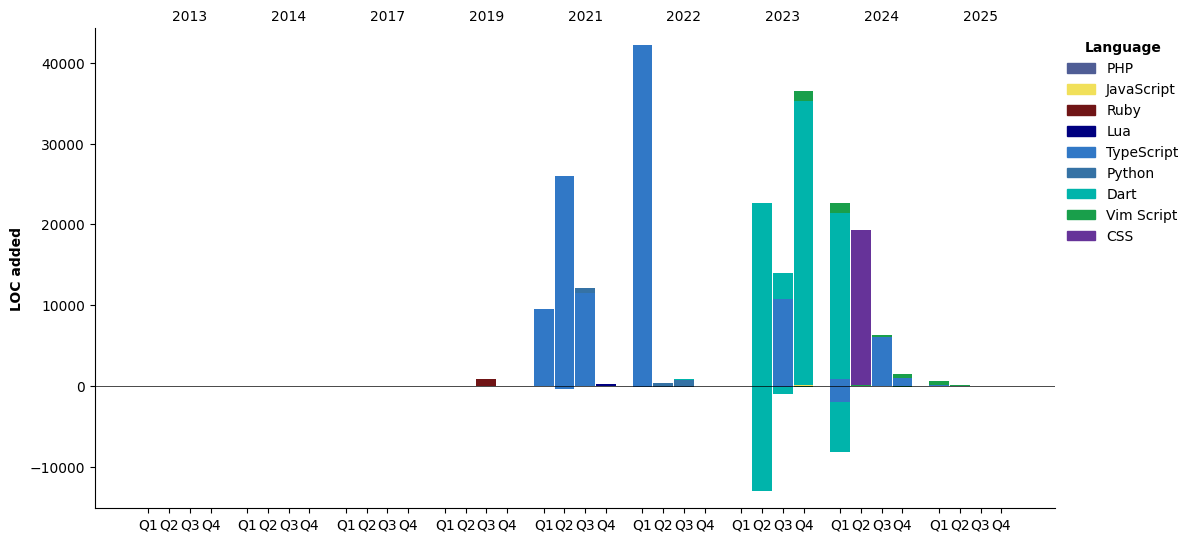 2013 2014 2017 2019 2021 2022 2023 2024 2025
Language
PHP
JavaScript
Ruby
Lua
TypeScript
Python
Dart
Vim Script
CSS
LOC added
40000
30000
20000
10000
0
−10000
Q1 Q2 Q3 Q4 Q1 Q2 Q3 Q4 Q1 Q2 Q3 Q4 Q1 Q2 Q3 Q4 Q1 Q2 Q3 Q4 Q1 Q2 Q3 Q4 Q1 Q2 Q3 Q4 Q1 Q2 Q3 Q4 Q1 Q2 Q3 Q4